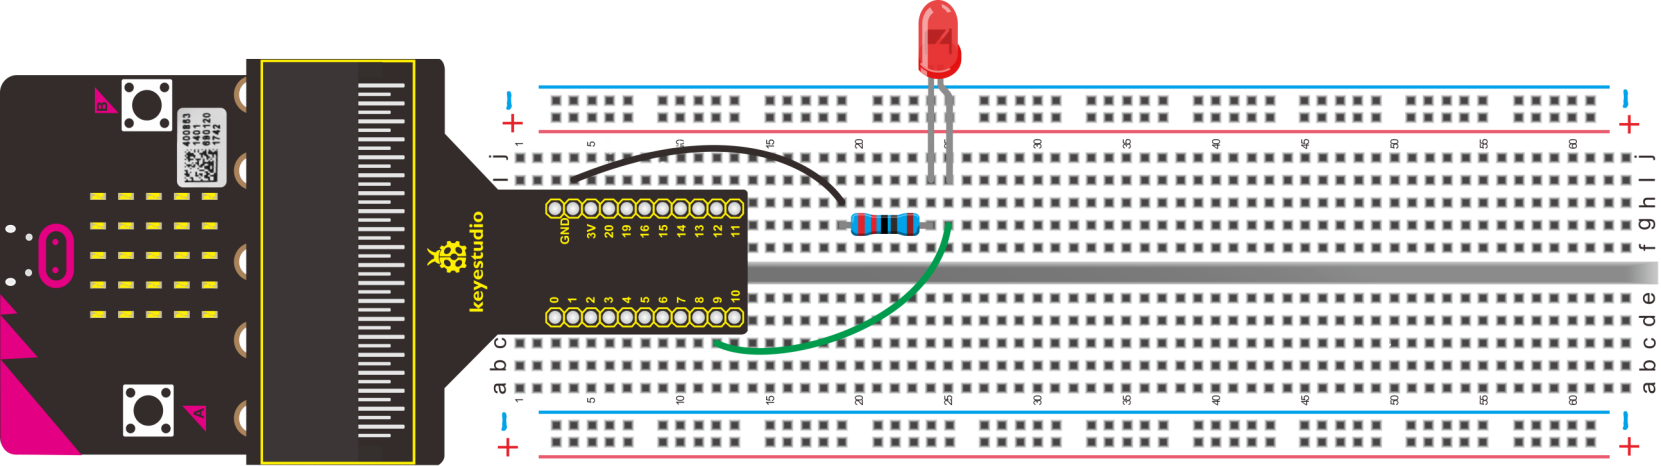 B
400863
1401
690120
1742
A
keyestudio
GND 3V 20 19 16 15 14 13 12 11
0 1 2 3 4 5 6 7 8 9 10
- +
- +
1 5 10 15 20 25 30 35 40 45 50 55 60
j j
I I
h
g
f
e
d
c c
b b
a a
1 5 10 15 20 25 30 35 40 45 50 55 60
- +
- +